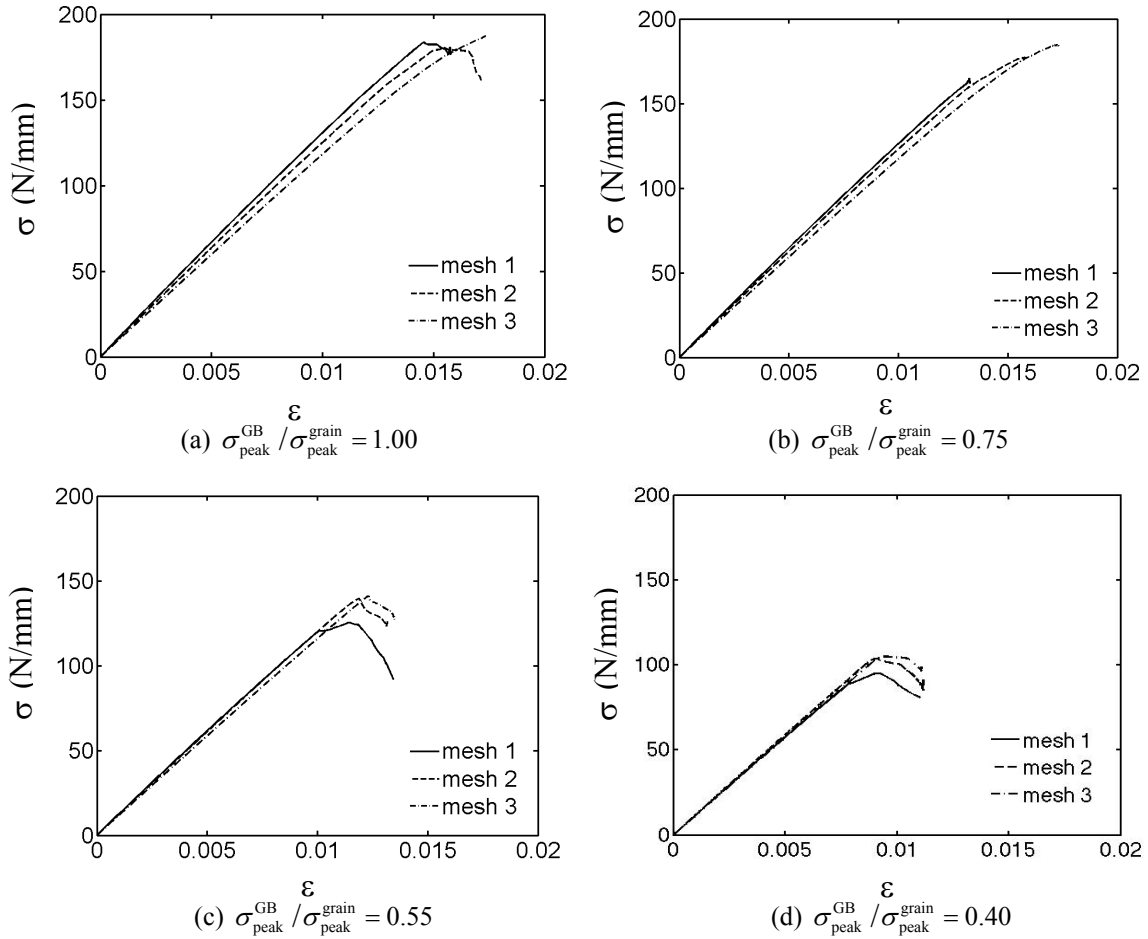 200
150
100
50
0
σ (N/mm)
mesh 1
mesh 2
mesh 3
0 0.005 0.01 0.015 0.02
ε
(a) σ_peak^GB / σ_peak^grain = 1.00
200
150
100
50
0
σ (N/mm)
mesh 1
mesh 2
mesh 3
0 0.005 0.01 0.015 0.02
ε
(b) σ_peak^GB / σ_peak^grain = 0.75
200
150
100
50
0
σ (N/mm)
mesh 1
mesh 2
mesh 3
0 0.005 0.01 0.015 0.02
ε
(c) σ_peak^GB / σ_peak^grain = 0.55
200
150
100
50
0
σ (N/mm)
mesh 1
mesh 2
mesh 3
0 0.005 0.01 0.015 0.02
ε
(d) σ_peak^GB / σ_peak^grain = 0.40